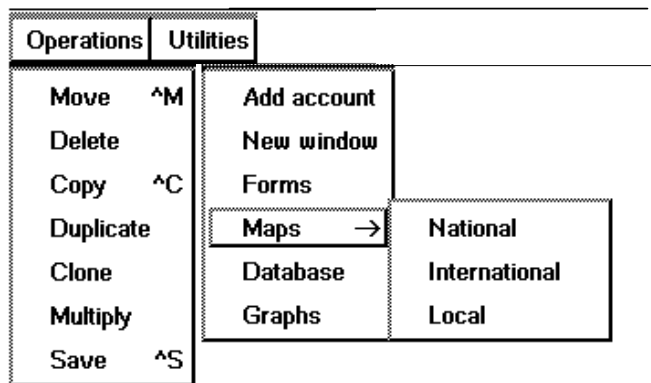 Operations Utilities
Move ^M
Delete
Copy ^C
Duplicate
Clone
Multiply
Save ^S
Add account
New window
Forms
Maps →
Database
Graphs
National
International
Local